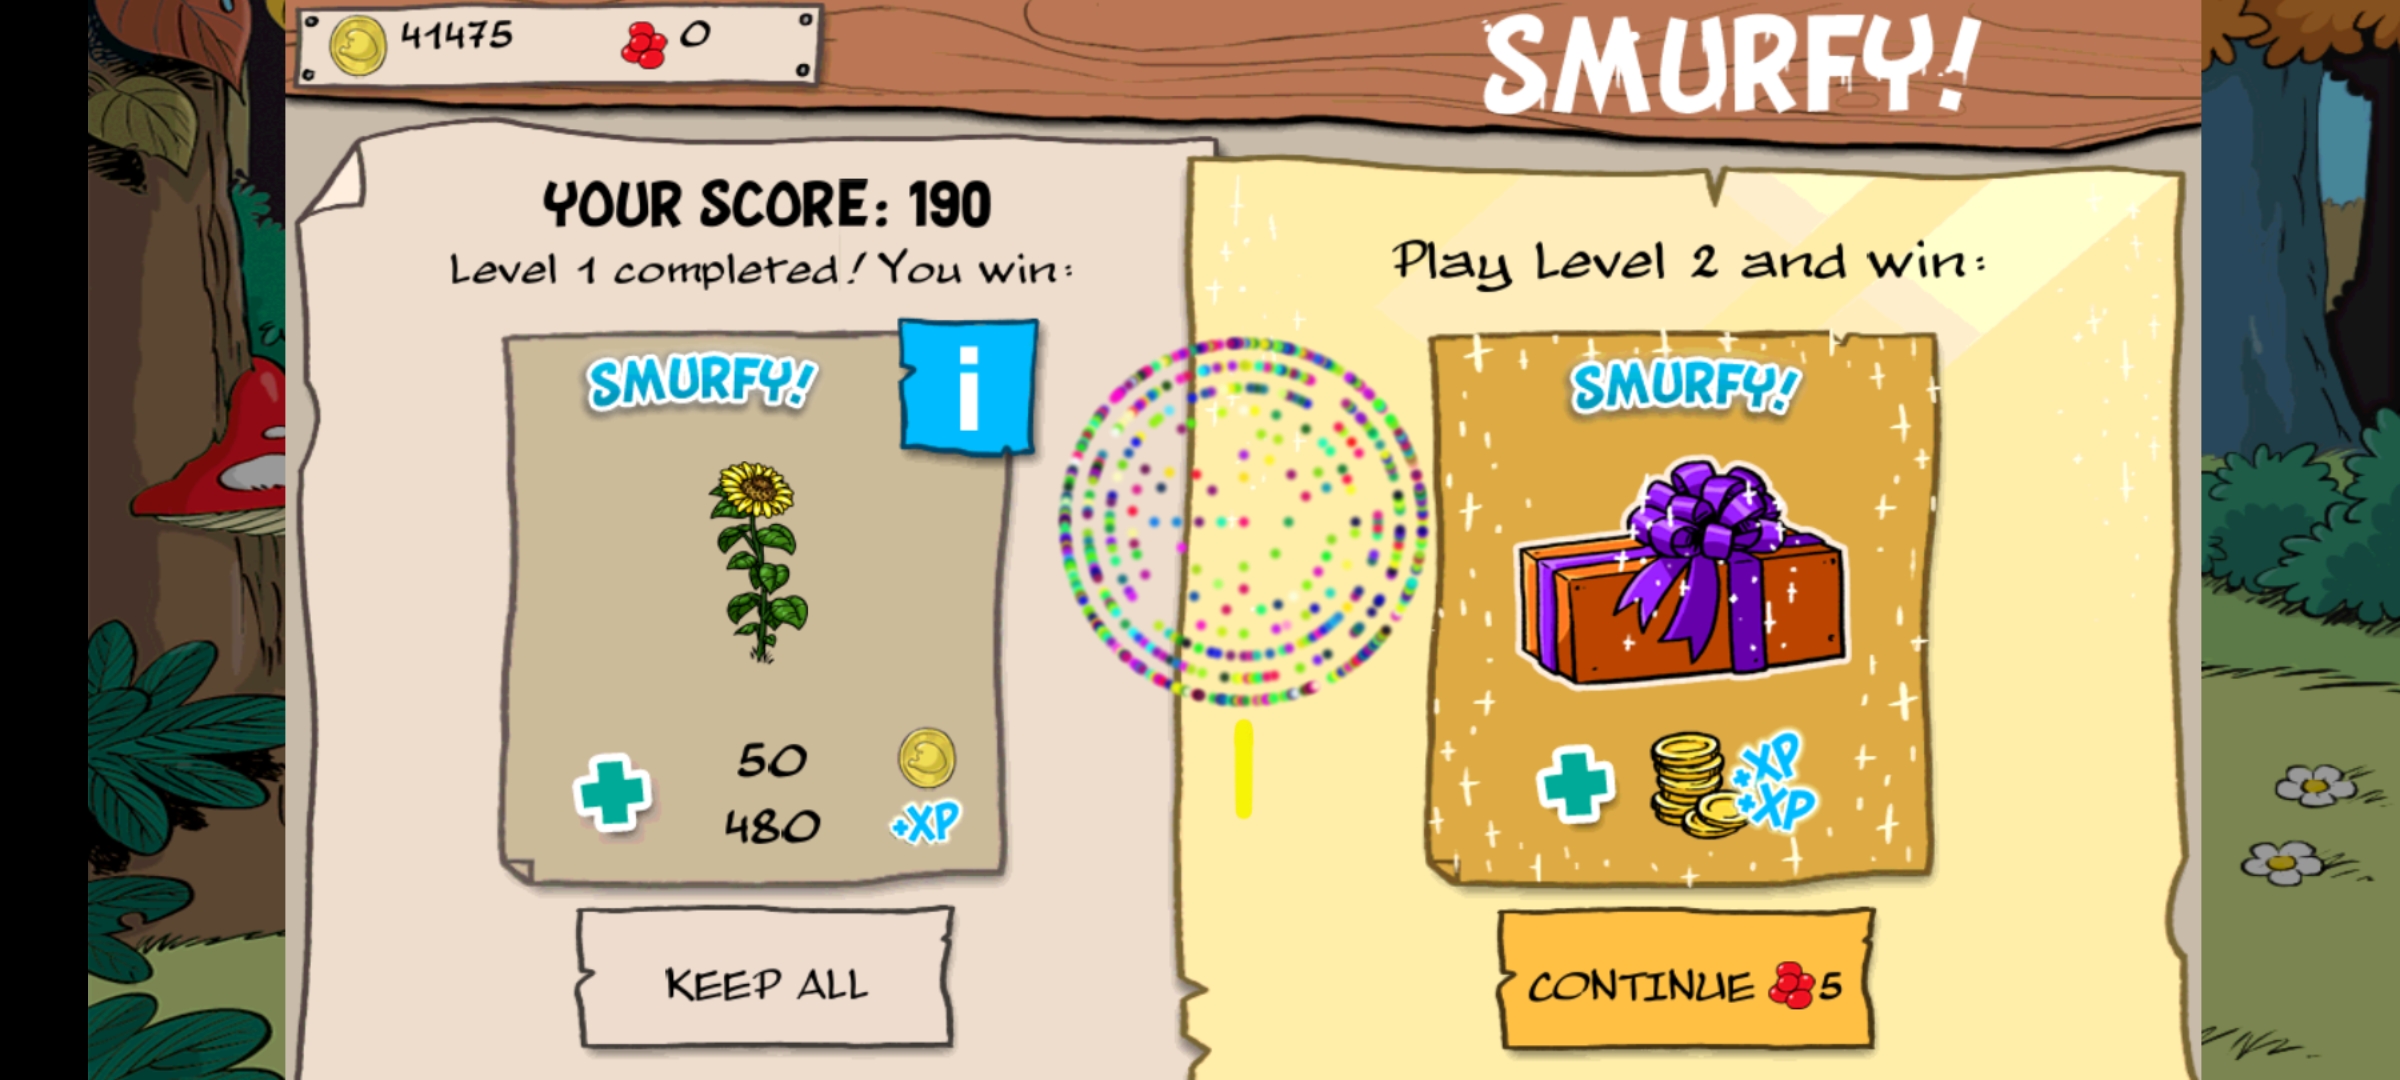 41475 0
SMURFY!
YOUR SCORE: 190
Level 1 completed! You win:
SMURFY!
i
50
480 +XP
KEEP ALL
Play Level 2 and win:
SMURFY!
+XP
+XP
CONTINUE 5